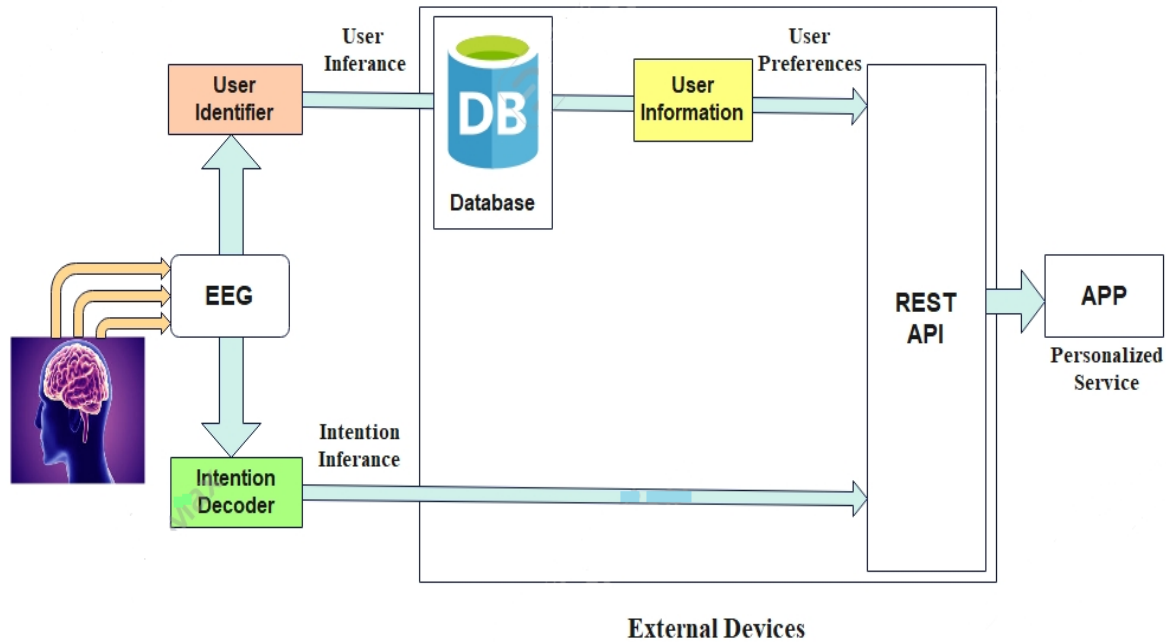 User
Inferance
User
Preferences
User
Identifier
DB
Database
User
Information
EEG
REST
API
APP
Personalized
Service
Intention
Inferance
Intention
Decoder
External Devices